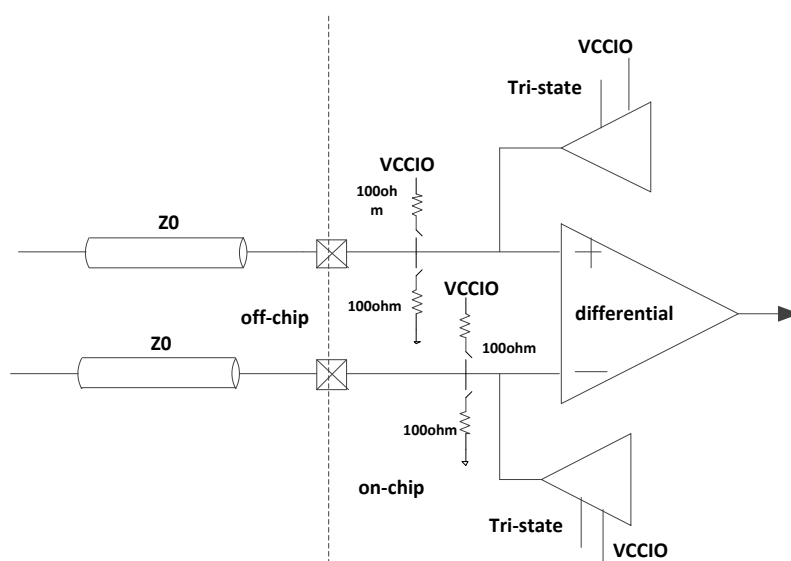 VCCIO
Tri-state
VCCIO
100oh
m
Z0
+
100ohm
VCCIO
off-chip
differential
Z0
100ohm
—
100ohm
on-chip
Tri-state
VCCIO